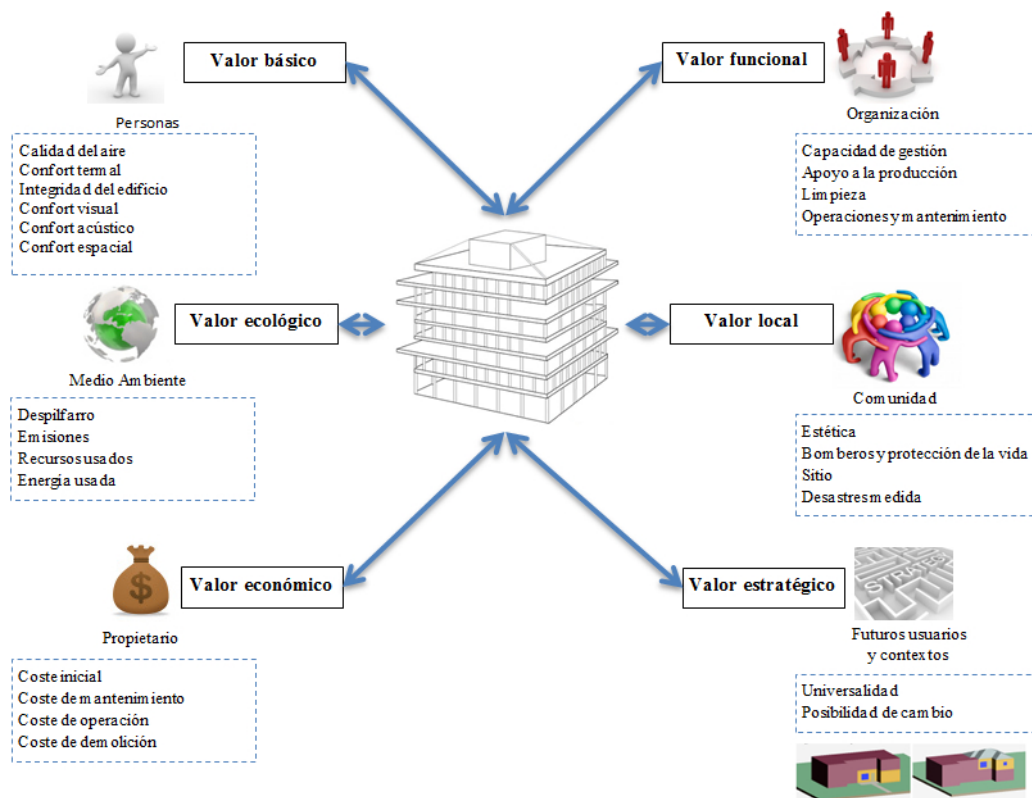 Valor básico
Personas
Calidad del aire
Confort termal
Integridad del edificio
Confort visual
Confort acústico
Confort espacial
Valor funcional
Organización
Capacidad de gestión
Apoyo a la producción
Limpieza
Operaciones y mantenimiento
Valor ecológico
Medio Ambiente
Despilfarro
Emisiones
Recursos usados
Energía usada
Valor local
Comunidad
Estética
Bomberos y protección de la vida
Sitio
Desastres medida
Valor económico
$
Propietario
Coste inicial
Coste de mantenimiento
Coste de operación
Coste de demolición
Valor estratégico
STRATEGY
Futuros usuarios
y contextos
Universalidad
Posibilidad de cambio